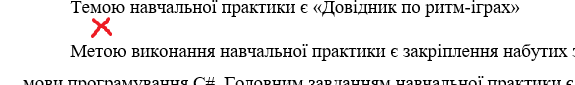 Темою навчальної практики є «Довідник по ритм-іграх»
Метою виконання навчальної практики є закріплення набутих
мови програмування C#. Головним завданням навчальної практики є